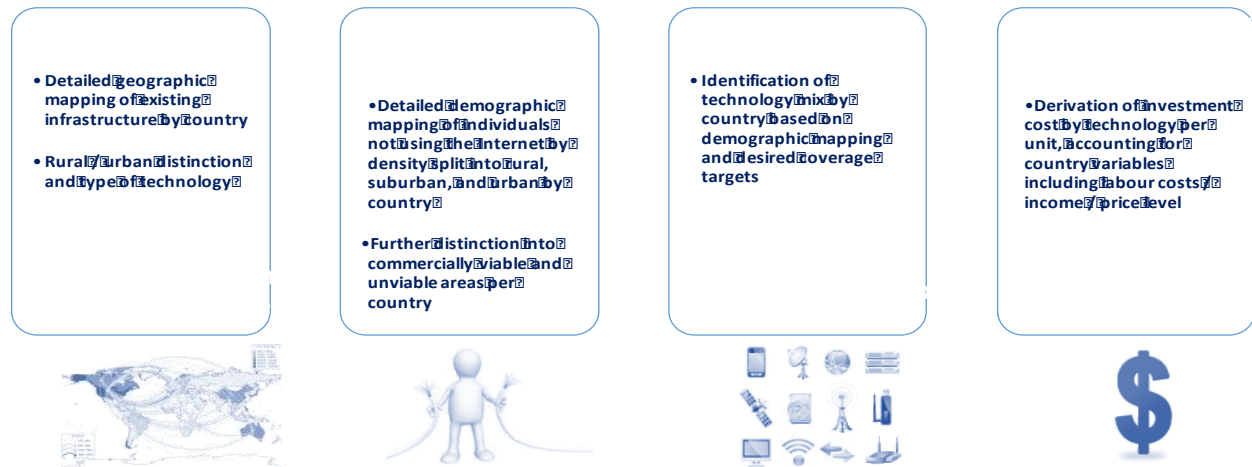 • Detailed geographic
mapping of existing
infrastructure by country
• Rural / urban distinction
and type of technology
•Detailed demographic
mapping of individuals
not using the Internet by
density split into rural,
suburban, and urban by
country
•Further distinction into
commercially viable and
unviable areas per
country
• Identification of
technology mix by
country based on
demographic mapping
and desired coverage
targets
•Derivation of investment
cost by technology per
unit, accounting for
country variables
including labour costs /
income / price level
$